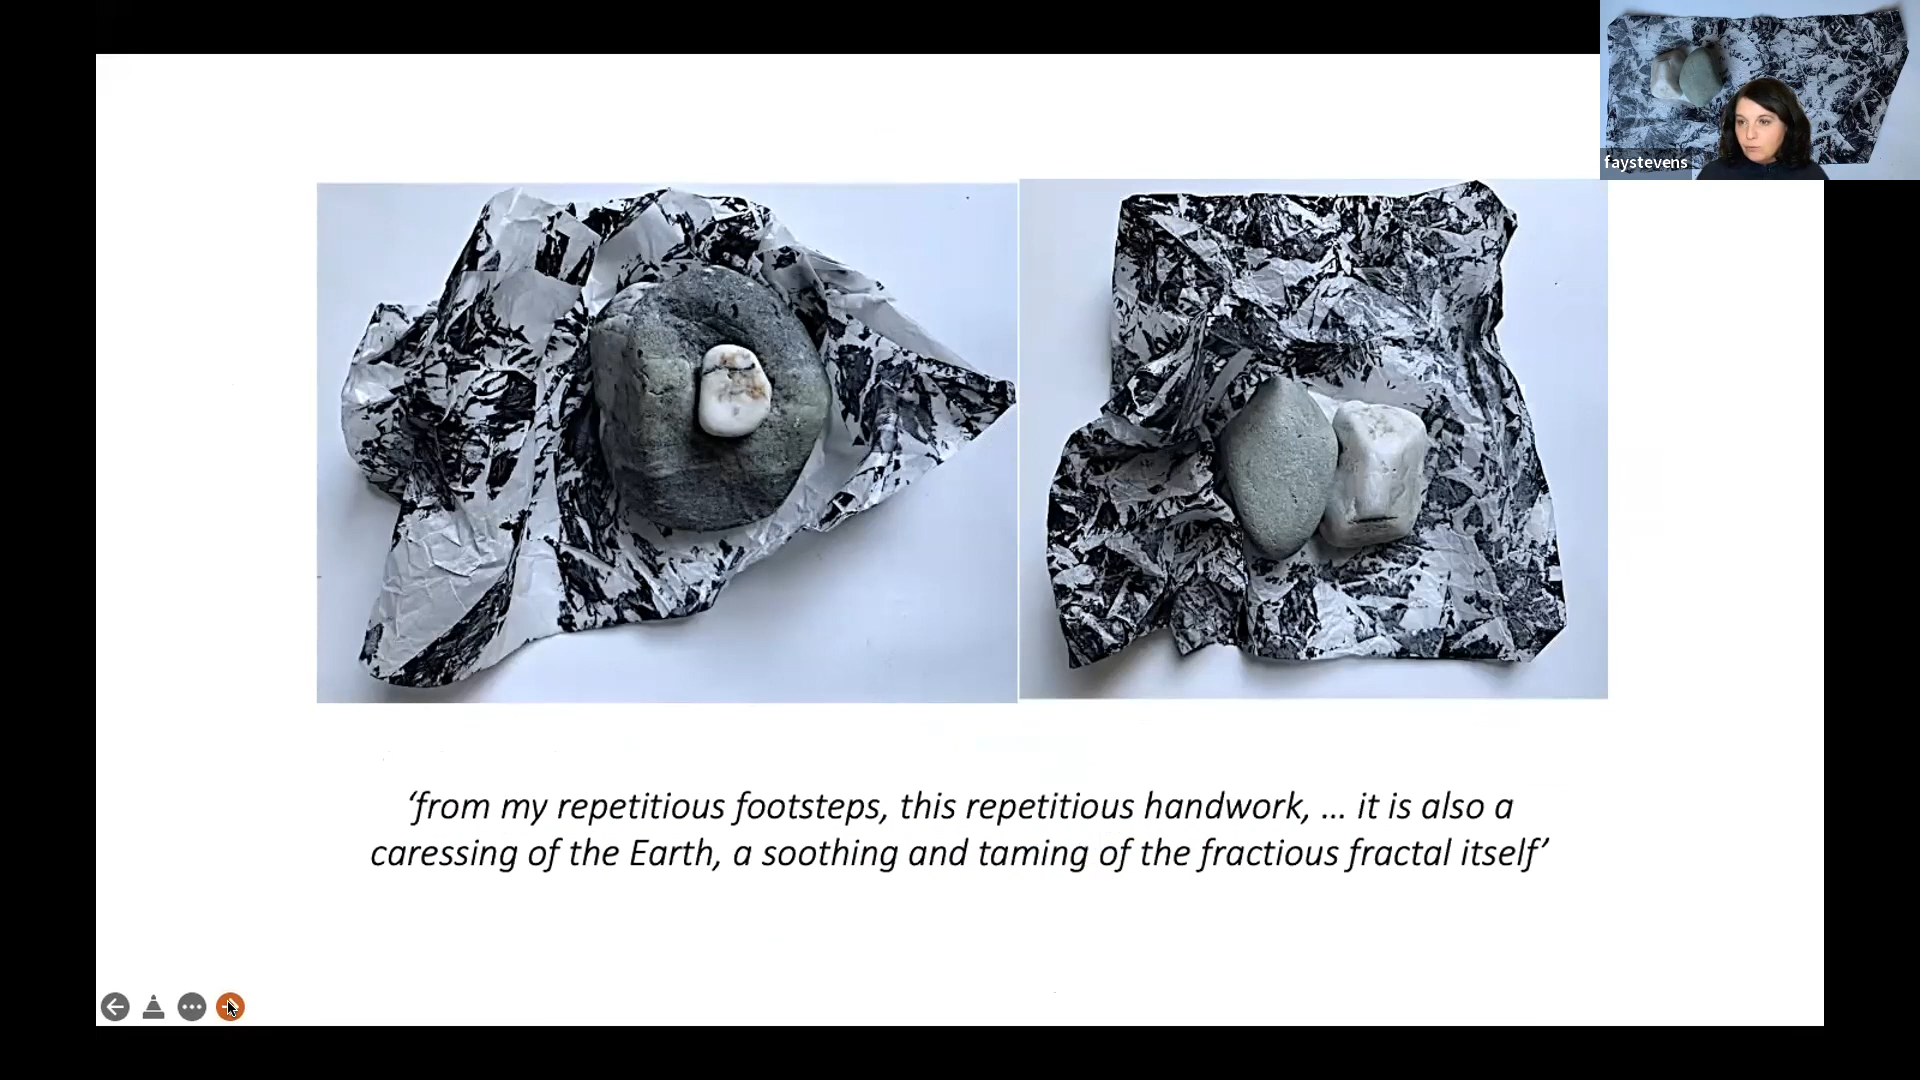 faystevens
‘from my repetitious footsteps, this repetitious handwork, ... it is also a
caressing of the Earth, a soothing and taming of the fractious fractal itself’